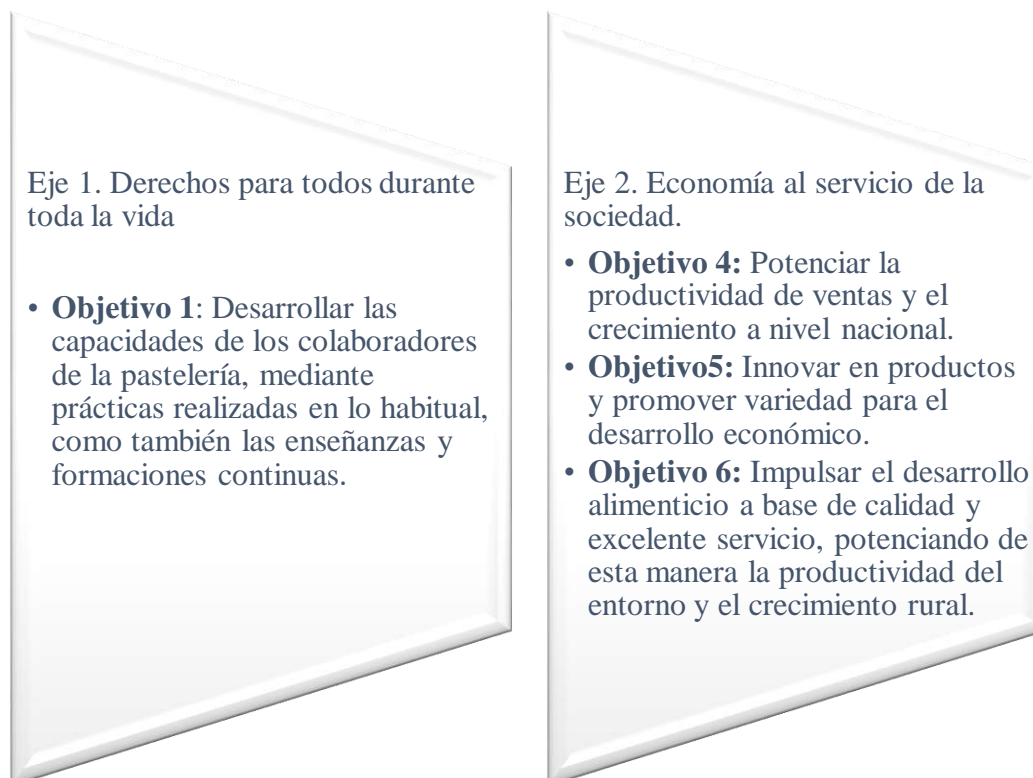 Eje 1. Derechos para todos durante
toda la vida
• Objetivo 1: Desarrollar las
capacidades de los colaboradores
de la pastelería, mediante
prácticas realizadas en lo habitual,
como también las enseñanzas y
formaciones continuas.
Eje 2. Economía al servicio de la
sociedad.
• Objetivo 4: Potenciar la
productividad de ventas y el
crecimiento a nivel nacional.
• Objetivo5: Innovar en productos
y promover variedad para el
desarrollo económico.
• Objetivo 6: Impulsar el desarrollo
alimenticio a base de calidad y
excelente servicio, potenciando de
esta manera la productividad del
entorno y el crecimiento rural.